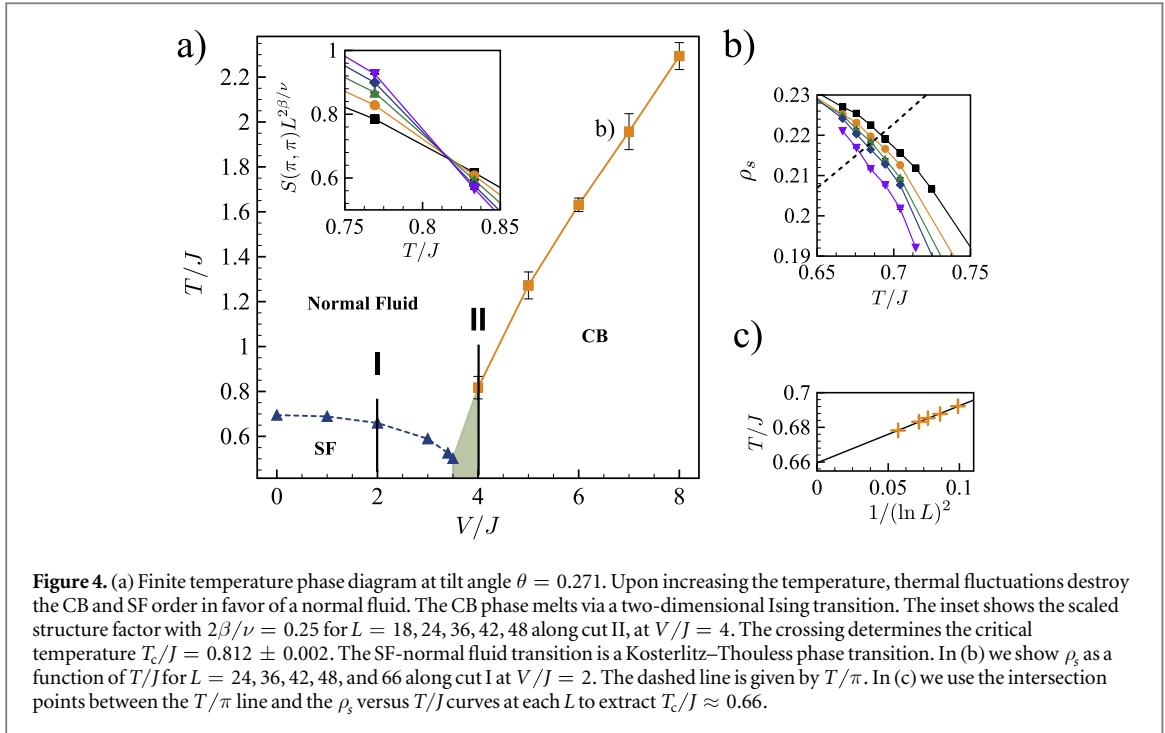 a)
2.2
2
1.8
1.6
1.4
1.2
1
0.8
0.6
T/J
0
2
4
6
8
V/J
Normal Fluid
SF
CB
I
II
b)
1
0.8
0.6
S(π, π)L^{2β/ν}
0.75
0.8
0.85
T/J
b)
0.23
0.22
0.21
0.2
0.19
ρ_s
0.65
0.7
0.75
T/J
c)
0.7
0.68
0.66
T/J
0
0.05
0.1
1/(ln L)^2
Figure 4. (a) Finite temperature phase diagram at tilt angle θ = 0.271. Upon increasing the temperature, thermal fluctuations destroy
the CB and SF order in favor of a normal fluid. The CB phase melts via a two-dimensional Ising transition. The inset shows the scaled
structure factor with 2β/ν = 0.25 for L = 18, 24, 36, 42, 48 along cut II, at V/J = 4. The crossing determines the critical
temperature T_c/J = 0.812 ± 0.002. The SF-normal fluid transition is a Kosterlitz–Thouless phase transition. In (b) we show ρ_s as a
function of T/J for L = 24, 36, 42, 48, and 66 along cut I at V/J = 2. The dashed line is given by T/π. In (c) we use the intersection
points between the T/π line and the ρ_s versus T/J curves at each L to extract T_c/J ≈ 0.66.